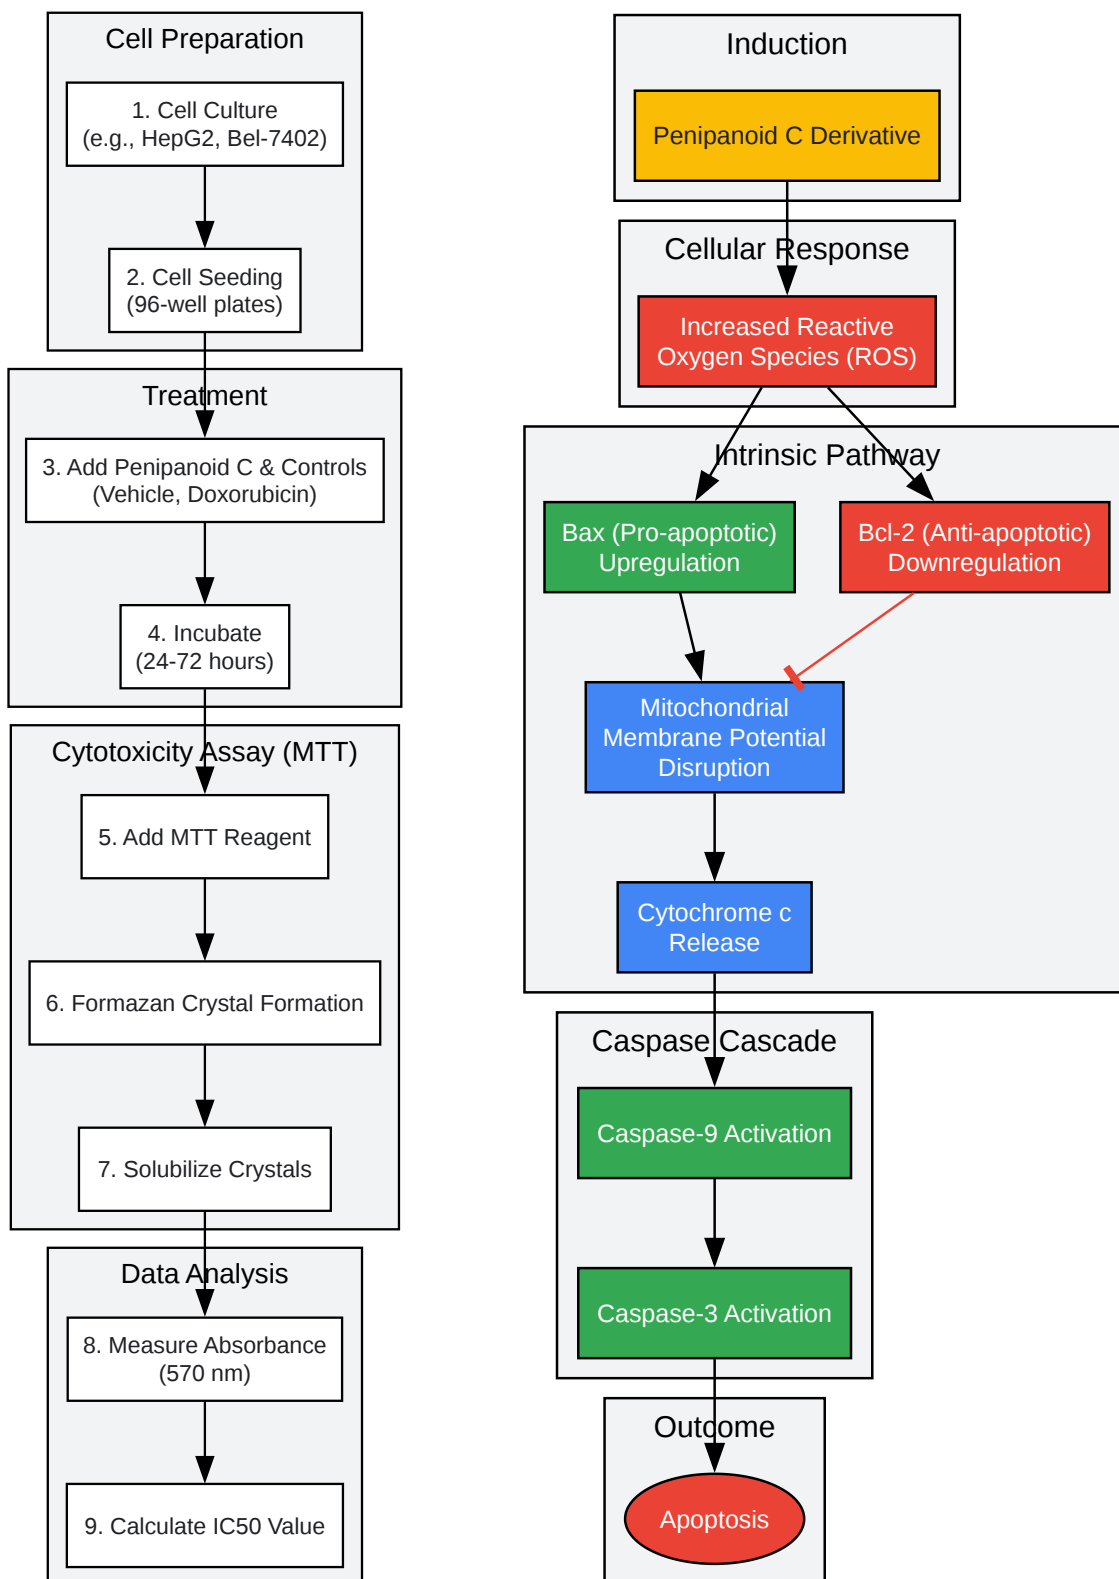 Cell Preparation
1. Cell Culture
(e.g., HepG2, Bel-7402)
2. Cell Seeding
(96-well plates)
Treatment
3. Add Penipanoid C & Controls
(Vehicle, Doxorubicin)
4. Incubate
(24-72 hours)
Cytotoxicity Assay (MTT)
5. Add MTT Reagent
6. Formazan Crystal Formation
7. Solubilize Crystals
Data Analysis
8. Measure Absorbance
(570 nm)
9. Calculate IC50 Value
Induction
Penipanoid C Derivative
Cellular Response
Increased Reactive
Oxygen Species (ROS)
Intrinsic Pathway
Bax (Pro-apoptotic)
Upregulation
Bcl-2 (Anti-apoptotic)
Downregulation
Mitochondrial
Membrane Potential
Disruption
Cytochrome c
Release
Caspase Cascade
Caspase-9 Activation
Caspase-3 Activation
Outcome
Apoptosis